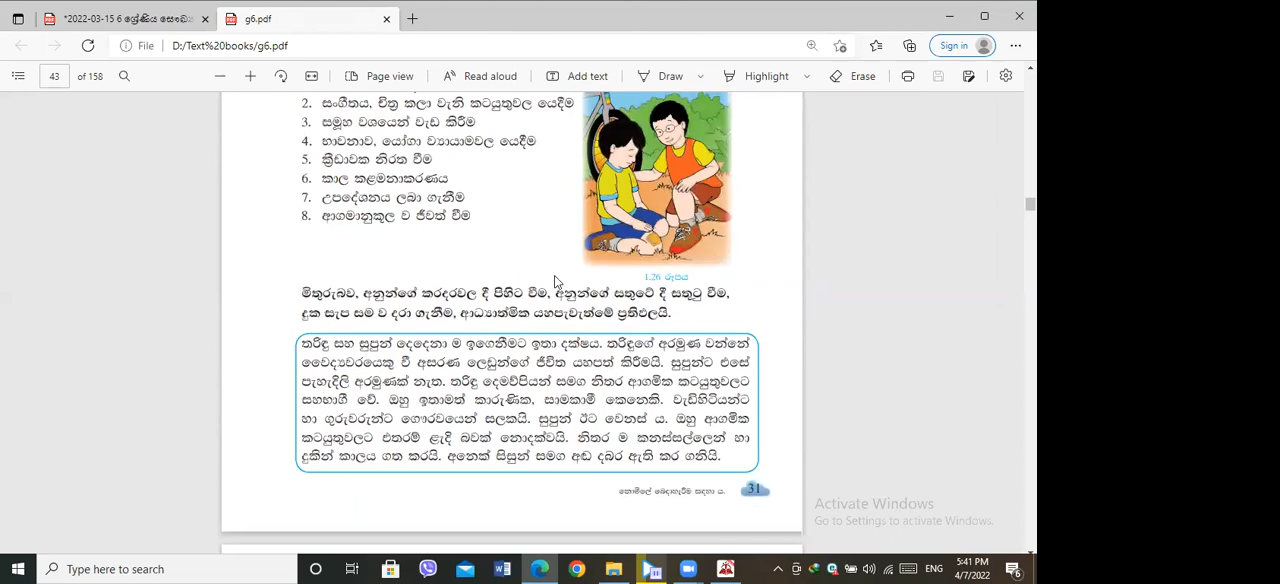 *2022-03-15 6 ශ්‍රේණිය සෞඛ්‍ය
g6.pdf
File D:/Text%20books/g6.pdf
Sign in
43 of 158
Page view
Read aloud
Add text
Draw
Highlight
Erase
2. සංගීතය, චිත්‍ර කලා වැනි කටයුතුවල යෙදීම
3. සමූහ වශයෙන් වැඩ කිරීම
4. භාවනාව, යෝගා ව්‍යායාමවල යෙදීම
5. ක්‍රීඩාවක නිරත වීම
6. කාල කළමනාකරණය
7. උපදේශනය ලබා ගැනීම
8. ආගමානුකූල ව ජීවත් වීම
1.26 රූපය
මිතුරුබව, අනුන්ගේ කරදරවල දී පිහිට වීම, අනුන්ගේ සතුටේ දී සතුටු වීම,
දුක සැප සම ව දරා ගැනීම, ආධ්‍යාත්මික යහපැවැත්මේ ප්‍රතිඵලයි.
තරිඳු සහ සුපුන් දෙදෙනා ම ඉගෙනීමට ඉතා දක්ෂය. තරිඳුගේ අරමුණ වන්නේ
වෛද්‍යවරයෙකු වී අසරණ ලෙඩුන්ගේ ජීවිත යහපත් කිරීමයි. සුපුන්ට එසේ
පැහැදිලි අරමුණක් නැත. තරිඳු දෙමව්පියන් සමග නිතර ආගමික කටයුතුවලට
සහභාගී වේ. ඔහු ඉතාමත් කාරුණික, සාමකාමී කෙනෙකි. වැඩිහිටියන්ට
හා ගුරුවරුන්ට ගෞරවයෙන් සලකයි. සුපුන් ඊට වෙනස් ය. ඔහු ආගමික
කටයුතුවලට එතරම් ළැදි බවක් නොදක්වයි. නිතර ම කනස්සල්ලෙන් හා
දුකින් කාලය ගත කරයි. අනෙක් සිසුන් සමග අඬ දබර ඇති කර ගනියි.
නොමිලේ බෙදාහැරීම සඳහා ය.
31
Activate Windows
Go to Settings to activate Windows.
Type here to search
ENG
5:41 PM
4/7/2022
6